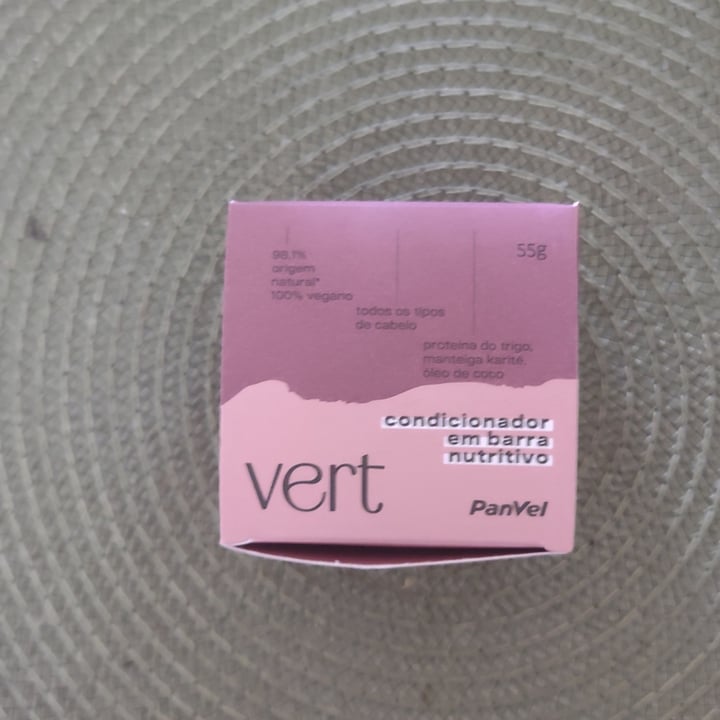 55g
98,1%
origem
natural*
100% vegano
todos os tipos
de cabelo
proteína do trigo,
manteiga karité,
óleo de coco
condicionador
em barra
nutritivo
vert
PanVel